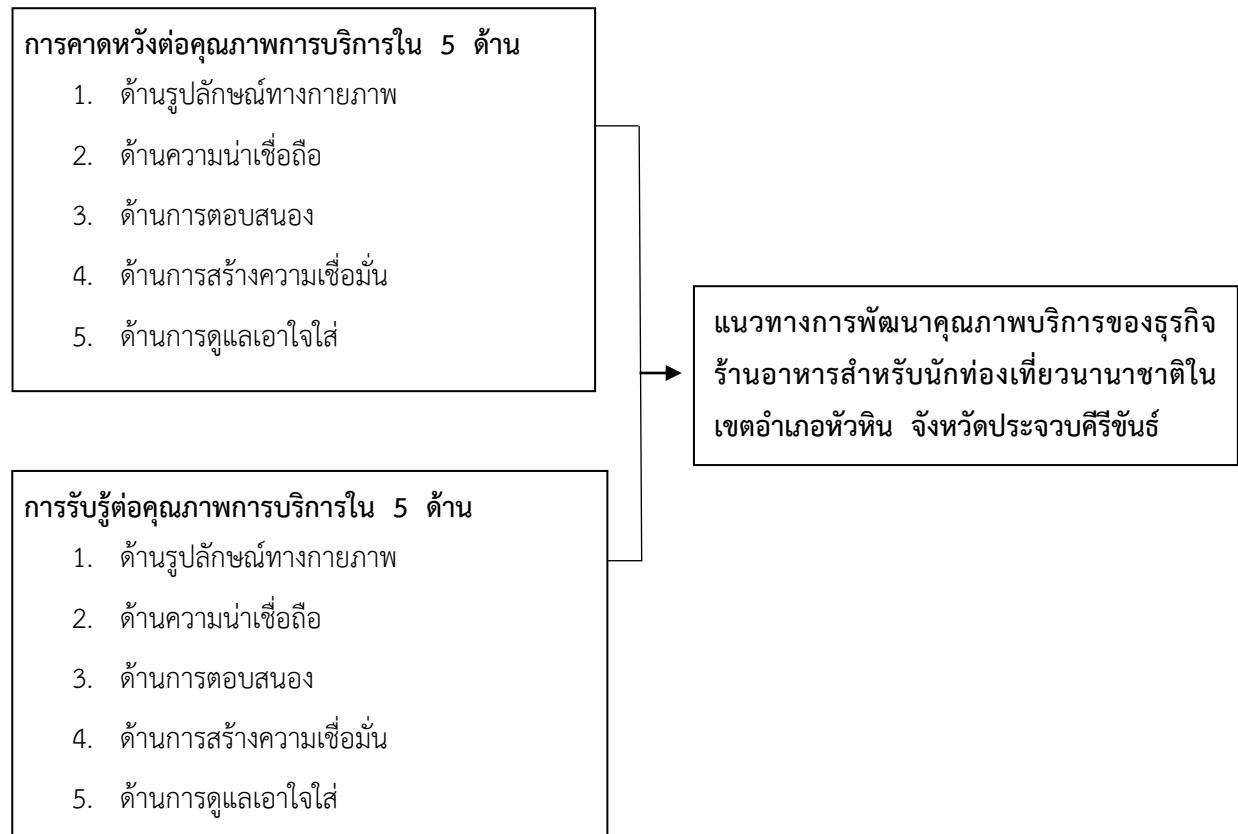 การคาดหวังต่อคุณภาพการบริการใน 5 ด้าน
1. ด้านรูปลักษณ์ทางกายภาพ
2. ด้านความน่าเชื่อถือ
3. ด้านการตอบสนอง
4. ด้านการสร้างความเชื่อมั่น
5. ด้านการดูแลเอาใจใส่
แนวทางการพัฒนาคุณภาพบริการของธุรกิจ
ร้านอาหารสำหรับนักท่องเที่ยวนานาชาติใน
เขตอำเภอหัวหิน จังหวัดประจวบคีรีขันธ์
การรับรู้ต่อคุณภาพการบริการใน 5 ด้าน
1. ด้านรูปลักษณ์ทางกายภาพ
2. ด้านความน่าเชื่อถือ
3. ด้านการตอบสนอง
4. ด้านการสร้างความเชื่อมั่น
5. ด้านการดูแลเอาใจใส่